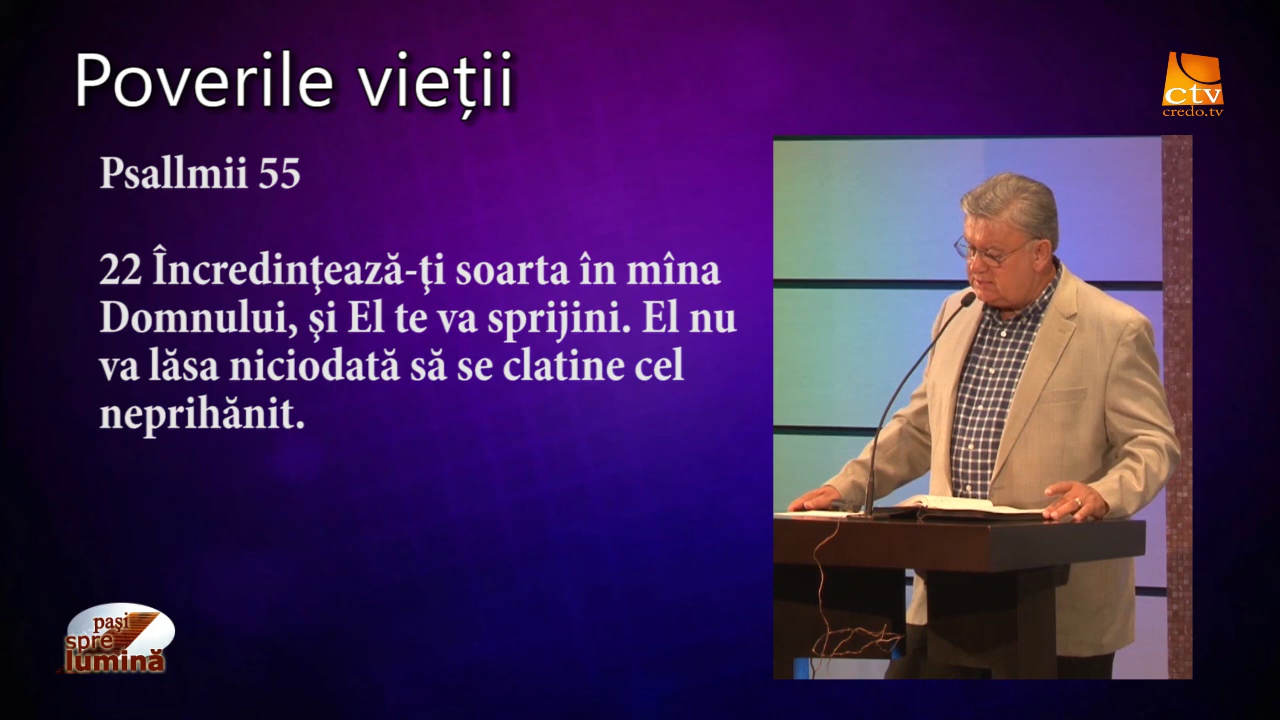 Poverile vieții
ctv
credo.tv
Psallmii 55
22 Încredinţează-ţi soarta în mîna
Domnului, şi El te va sprijini. El nu
va lăsa niciodată să se clatine cel
neprihănit.
paşi
spre
lumină